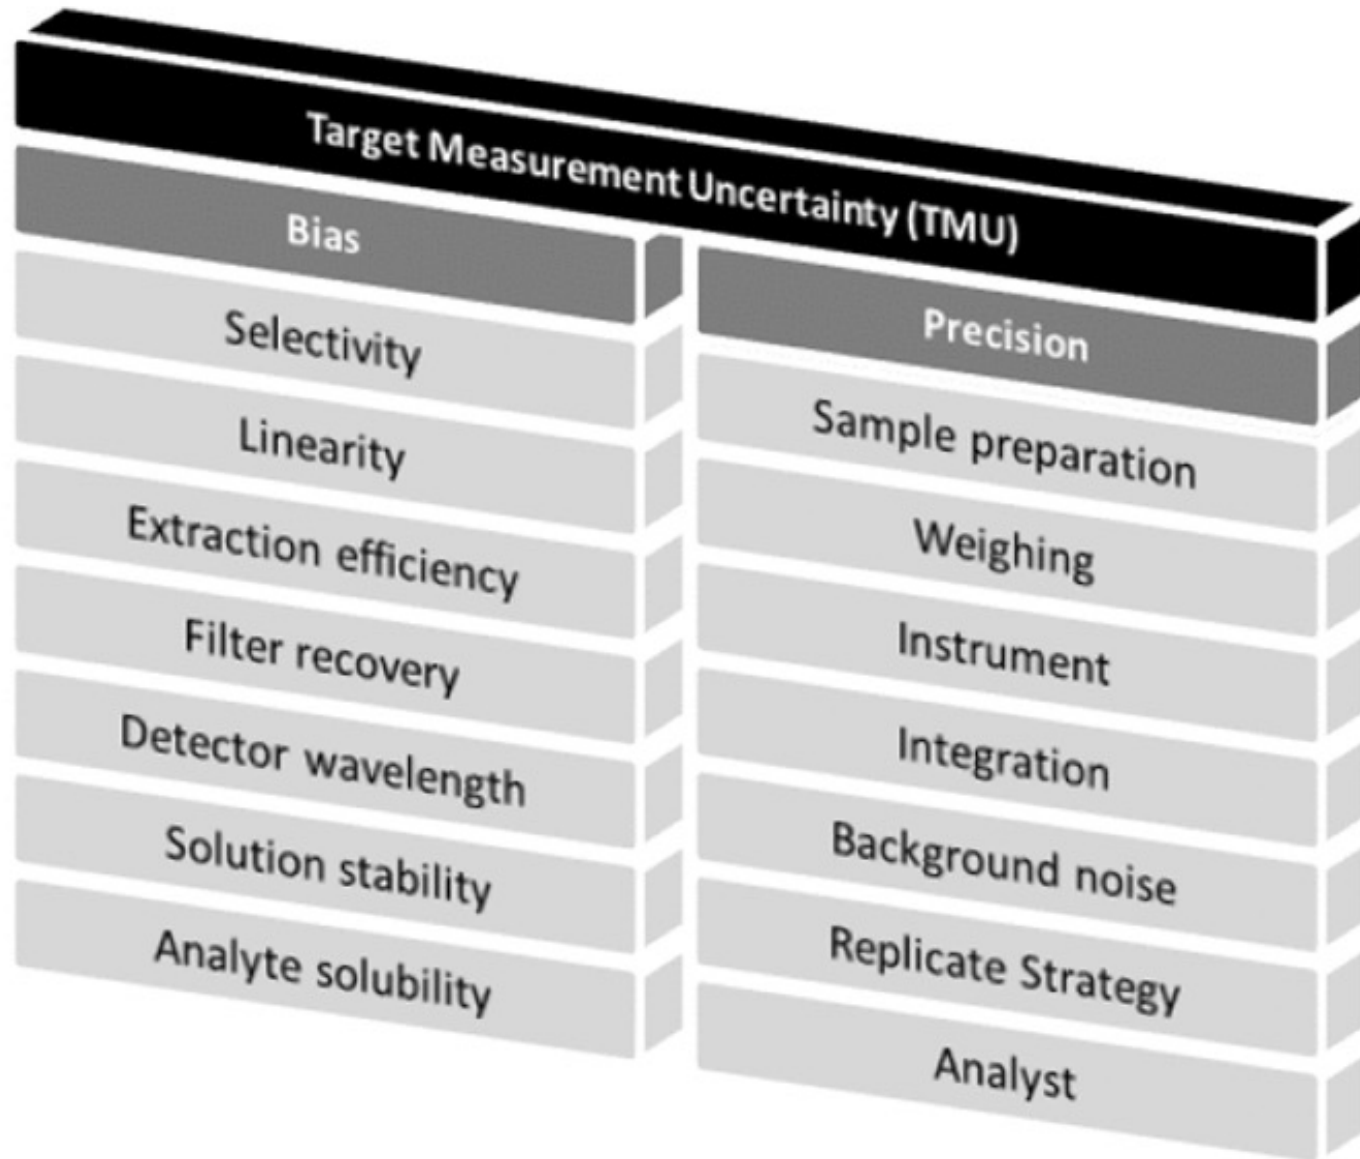 Target Measurement Uncertainty (TMU)
Bias
Selectivity
Linearity
Extraction efficiency
Filter recovery
Detector wavelength
Solution stability
Analyte solubility
Precision
Sample preparation
Weighing
Instrument
Integration
Background noise
Replicate Strategy
Analyst